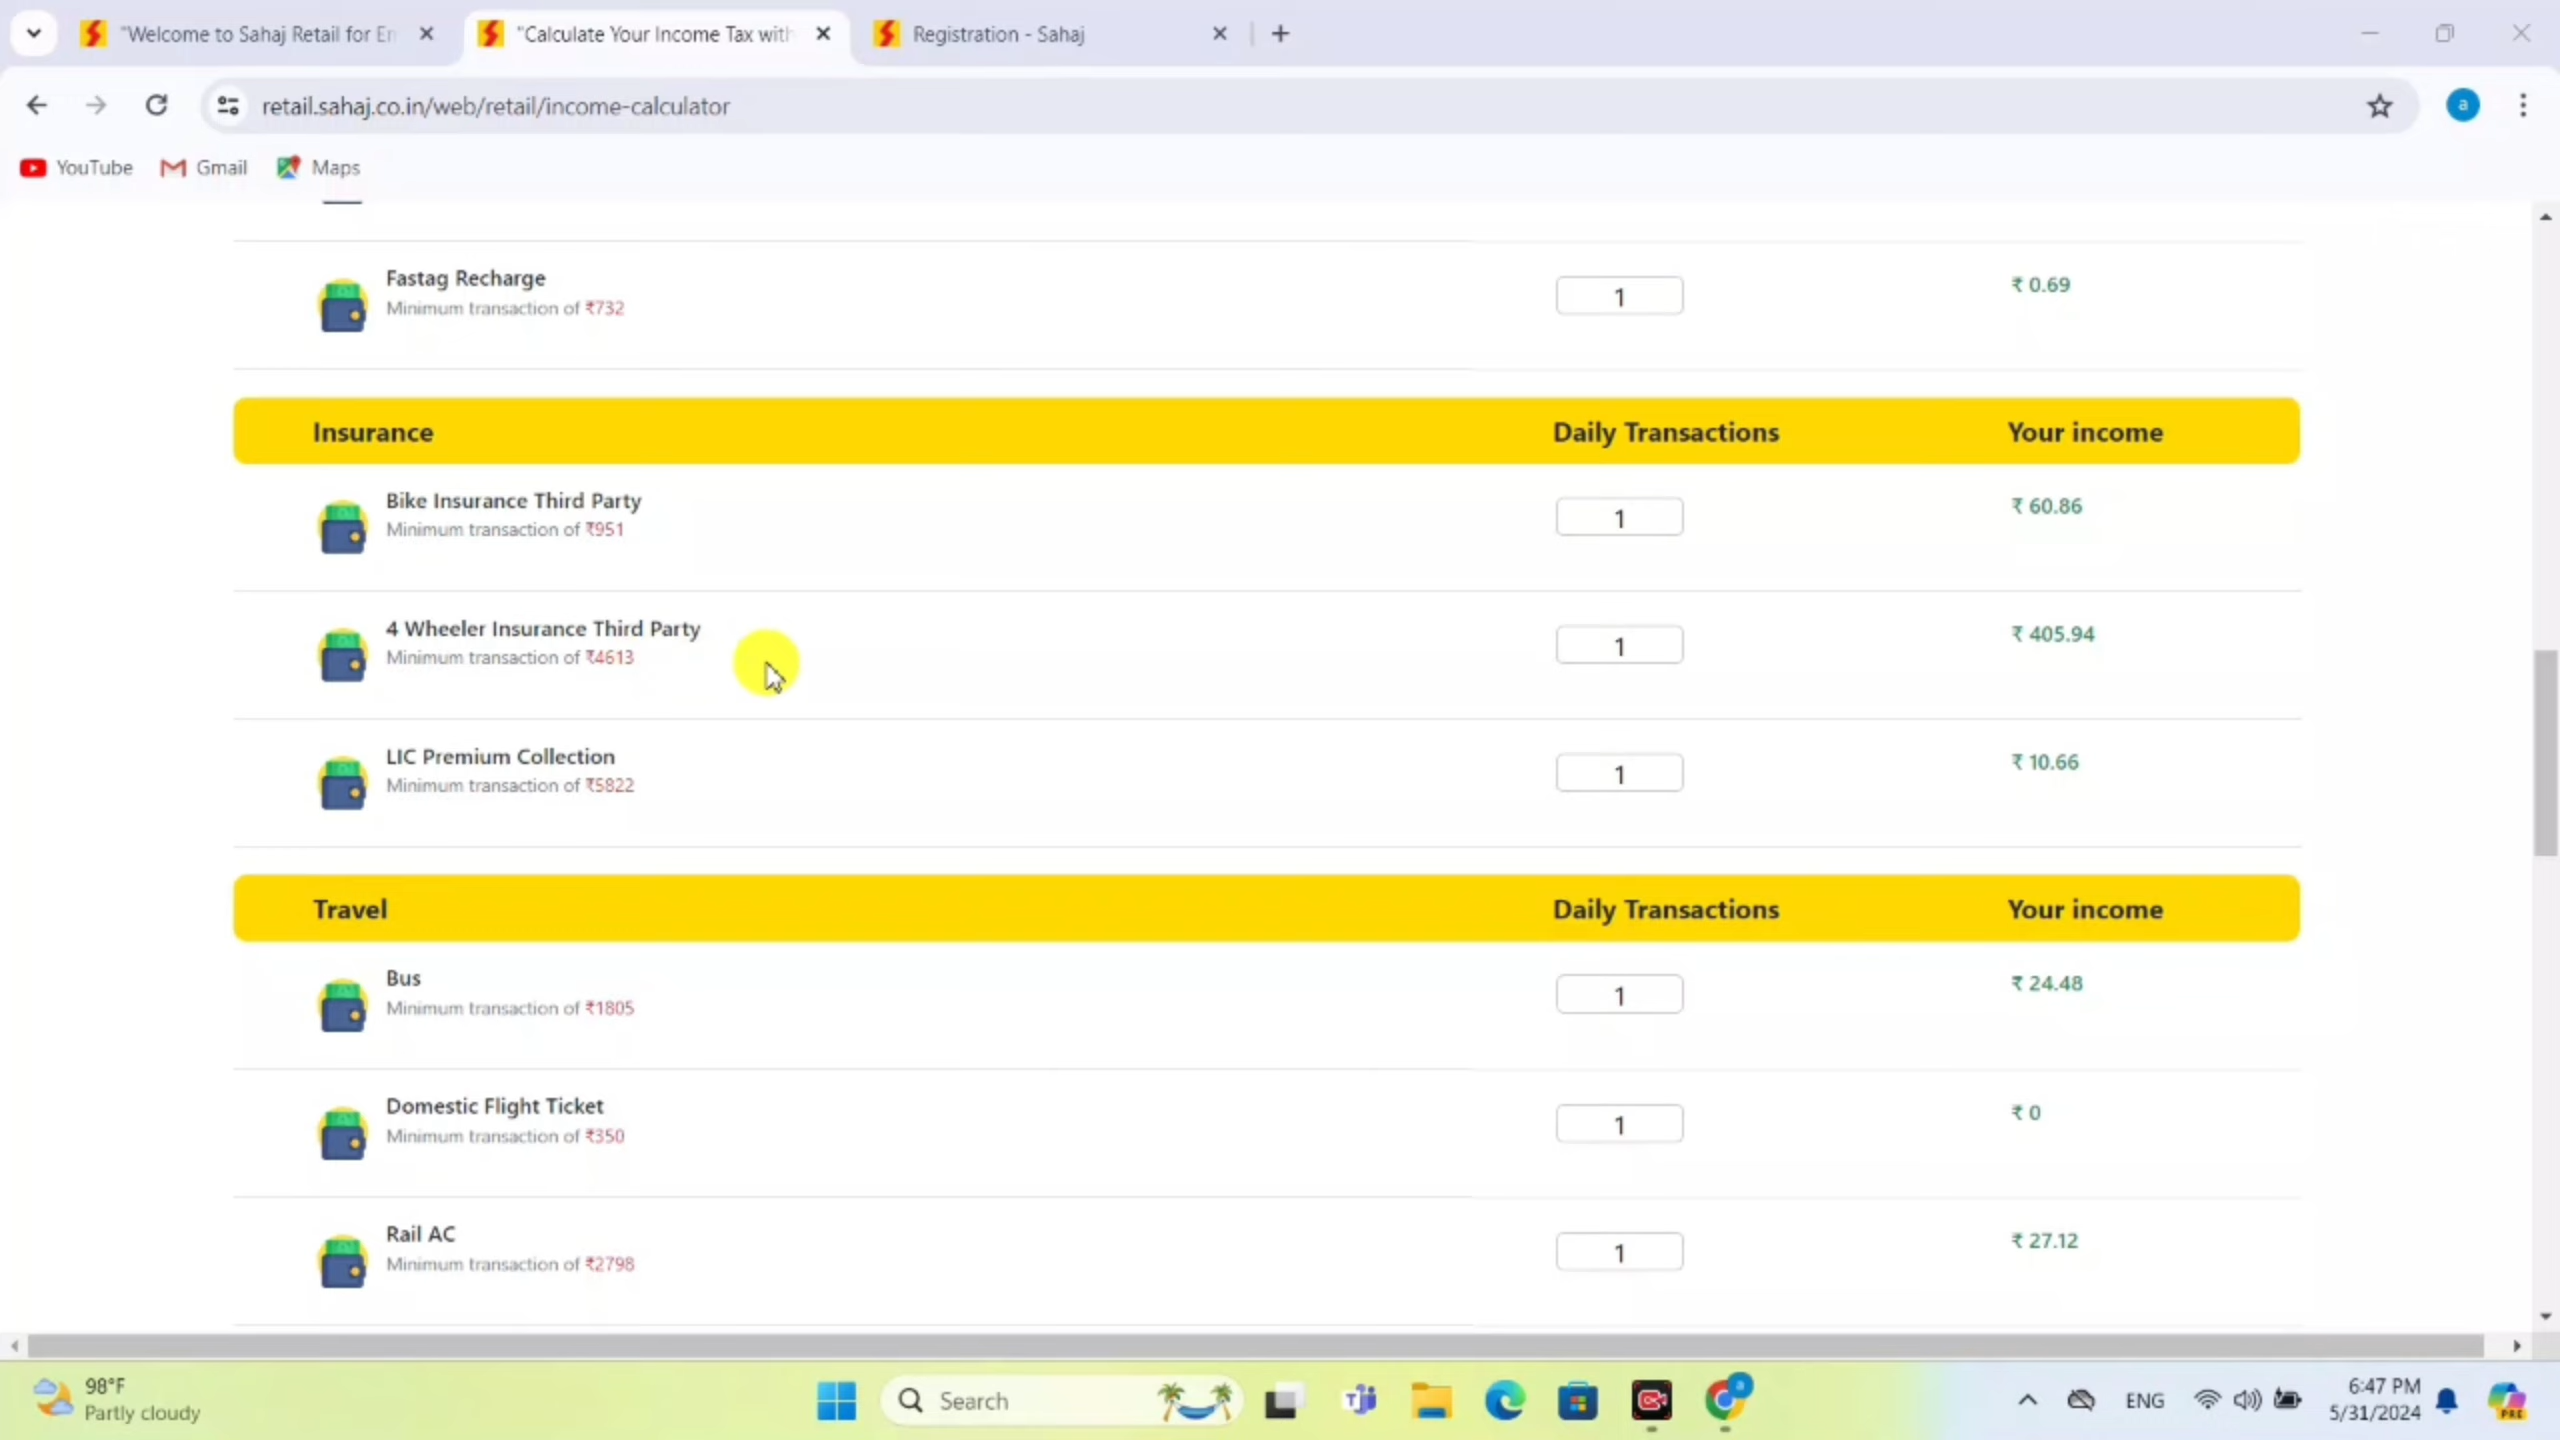 "Welcome to Sahaj Retail for En
"Calculate Your Income Tax with
Registration - Sahaj
retail.sahaj.co.in/web/retail/income-calculator
a
YouTube
Gmail
Maps
Fastag Recharge
Minimum transaction of ₹732
1
₹ 0.69
Insurance
Daily Transactions
Your income
Bike Insurance Third Party
Minimum transaction of ₹951
1
₹ 60.86
4 Wheeler Insurance Third Party
Minimum transaction of ₹4613
1
₹ 405.94
LIC Premium Collection
Minimum transaction of ₹5822
1
₹ 10.66
Travel
Daily Transactions
Your income
Bus
Minimum transaction of ₹1805
1
₹ 24.48
Domestic Flight Ticket
Minimum transaction of ₹350
1
₹ 0
Rail AC
Minimum transaction of ₹2798
1
₹ 27.12
98°F
Partly cloudy
Search
a
ENG
6:47 PM
5/31/2024
PRE